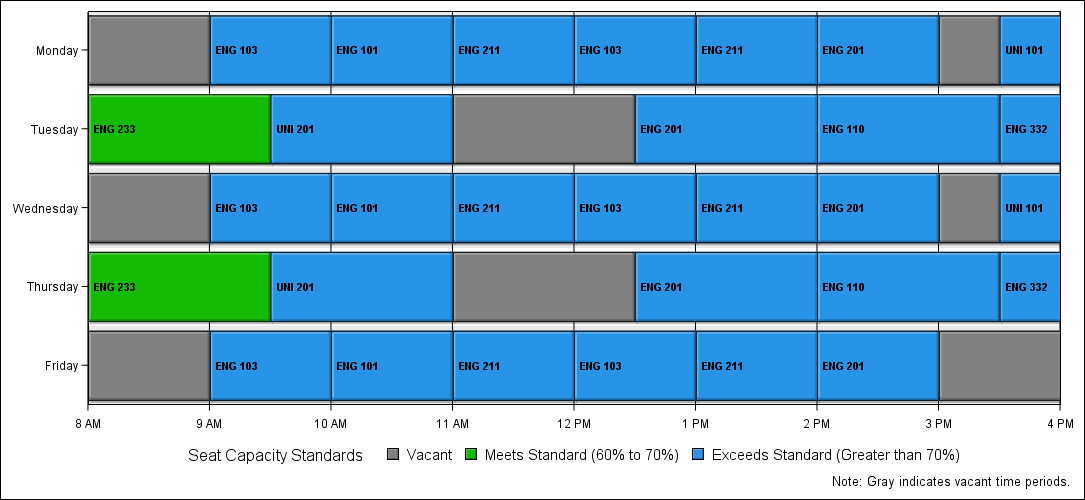 Monday ENG 103 ENG 101 ENG 211 ENG 103 ENG 211 ENG 201 UNI 101
Tuesday ENG 233 UNI 201 ENG 201 ENG 110 ENG 332
Wednesday ENG 103 ENG 101 ENG 211 ENG 103 ENG 211 ENG 201 UNI 101
Thursday ENG 233 UNI 201 ENG 201 ENG 110 ENG 332
Friday ENG 103 ENG 101 ENG 211 ENG 103 ENG 211 ENG 201
8 AM 9 AM 10 AM 11 AM 12 PM 1 PM 2 PM 3 PM 4 PM
Seat Capacity Standards Vacant Meets Standard (60% to 70%) Exceeds Standard (Greater than 70%)
Note: Gray indicates vacant time periods.